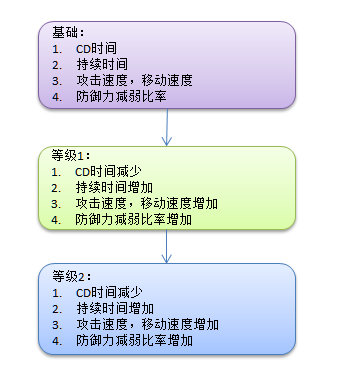 基础：
1. CD时间
2. 持续时间
3. 攻击速度，移动速度
4. 防御力减弱比率
等级1：
1. CD时间减少
2. 持续时间增加
3. 攻击速度，移动速度增加
4. 防御力减弱比率增加
等级2：
1. CD时间减少
2. 持续时间增加
3. 攻击速度，移动速度增加
4. 防御力减弱比率增加